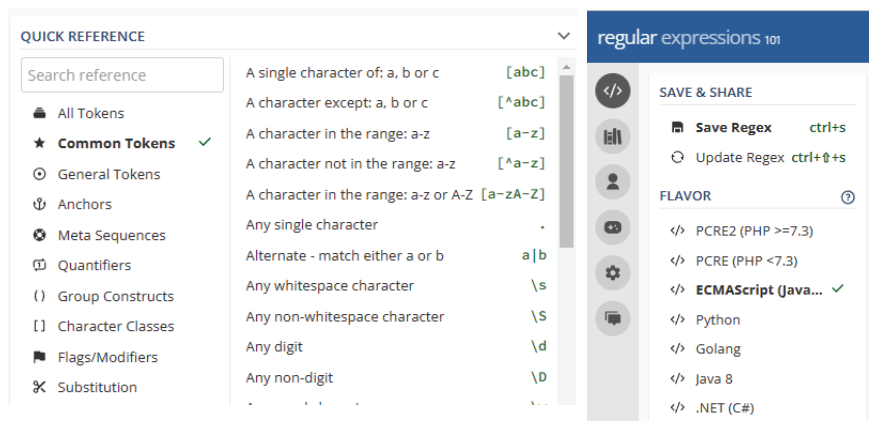 QUICK REFERENCE
Search reference
All Tokens
Common Tokens
General Tokens
Anchors
Meta Sequences
Quantifiers
Group Constructs
Character Classes
Flags/Modifiers
Substitution
A single character of: a, b or c [abc]
A character except: a, b or c [^abc]
A character in the range: a-z [a-z]
A character not in the range: a-z [^a-z]
A character in the range: a-z or A-Z [a-zA-Z]
Any single character .
Alternate - match either a or b a|b
Any whitespace character \s
Any non-whitespace character \S
Any digit \d
Any non-digit \D
regular expressions 101
SAVE & SHARE
Save Regex ctrl+s
Update Regex ctrl+⇧+s
FLAVOR
</> PCRE2 (PHP >=7.3)
</> PCRE (PHP <7.3)
</> ECMAScript (Java...
</> Python
</> Golang
</> Java 8
</> .NET (C#)